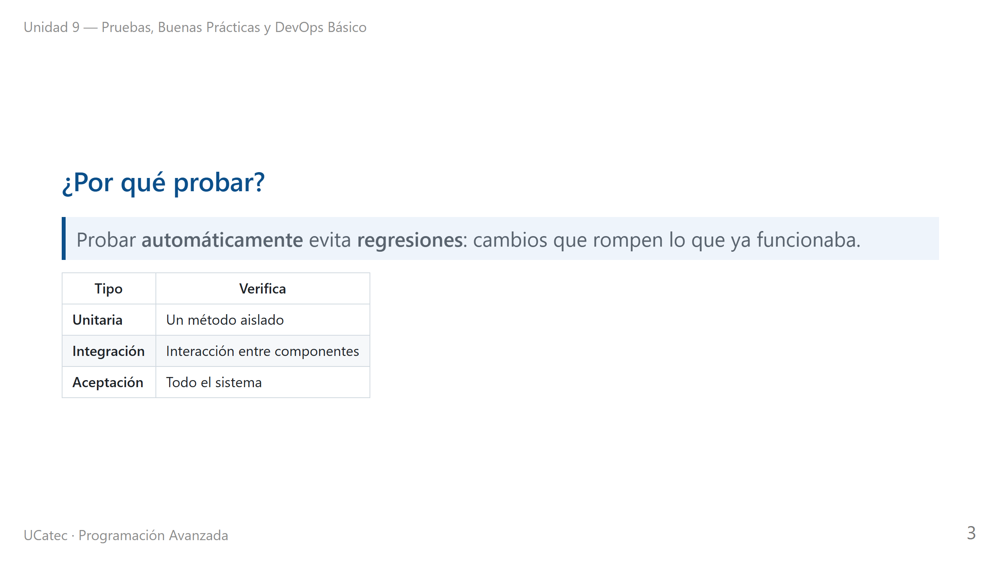 Unidad 9 — Pruebas, Buenas Prácticas y DevOps Básico
¿Por qué probar?
Probar automáticamente evita regresiones: cambios que rompen lo que ya funcionaba.
Tipo Verifica
Unitaria Un método aislado
Integración Interacción entre componentes
Aceptación Todo el sistema
UCatec · Programación Avanzada
3